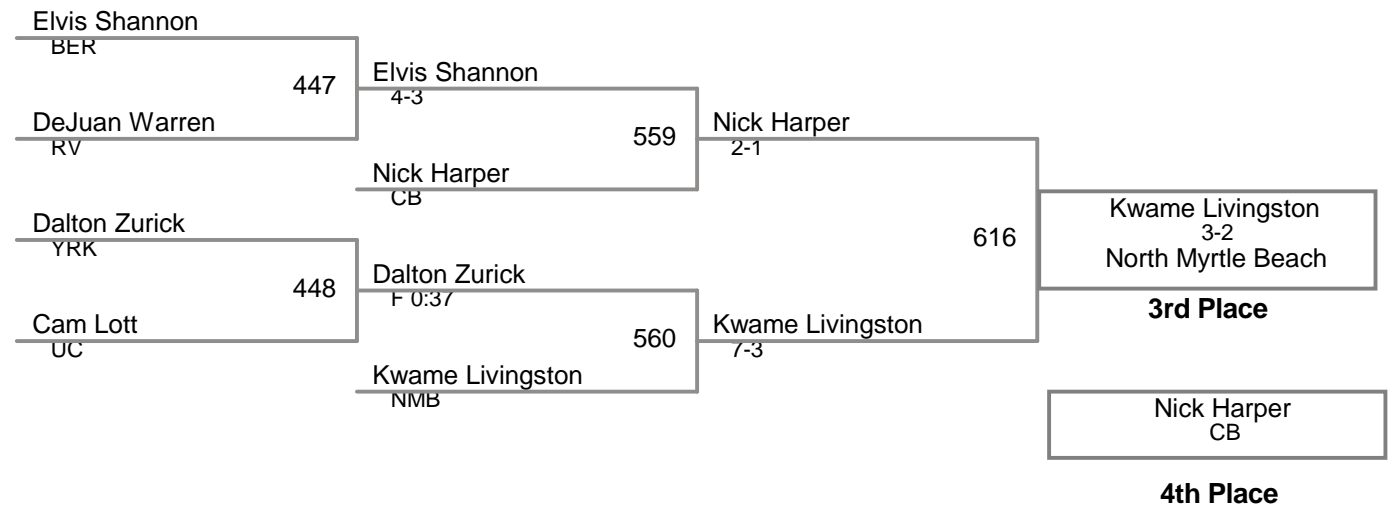 Elvis Shannon
BER
447
Elvis Shannon
4-3
DeJuan Warren
RV
559
Nick Harper
2-1
Nick Harper
CB
Dalton Zurick
YRK
616
Kwame Livingston
3-2
North Myrtle Beach
3rd Place
448
Dalton Zurick
F 0:37
Cam Lott
UC
560
Kwame Livingston
7-3
Kwame Livingston
NMB
Nick Harper
CB
4th Place